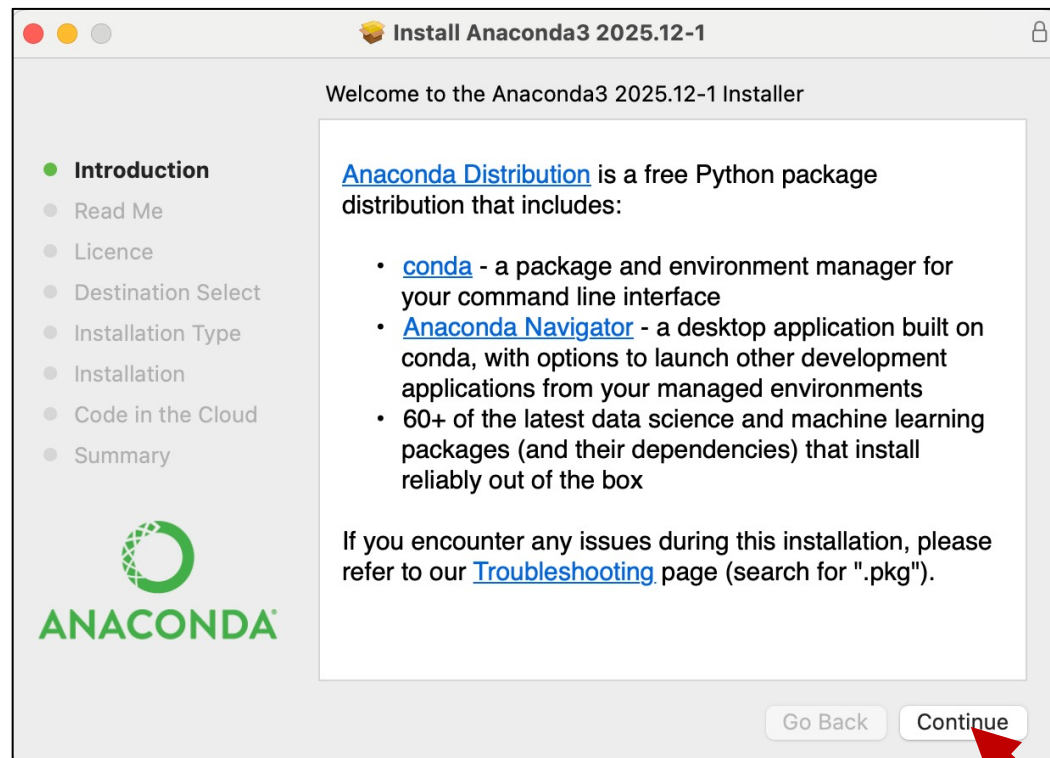 Install Anaconda3 2025.12-1
Welcome to the Anaconda3 2025.12-1 Installer
Introduction
Read Me
Licence
Destination Select
Installation Type
Installation
Code in the Cloud
Summary
ANACONDA®
Anaconda Distribution is a free Python package
distribution that includes:
• conda - a package and environment manager for
your command line interface
• Anaconda Navigator - a desktop application built on
conda, with options to launch other development
applications from your managed environments
• 60+ of the latest data science and machine learning
packages (and their dependencies) that install
reliably out of the box
If you encounter any issues during this installation, please
refer to our Troubleshooting page (search for ".pkg").
Go Back
Continue